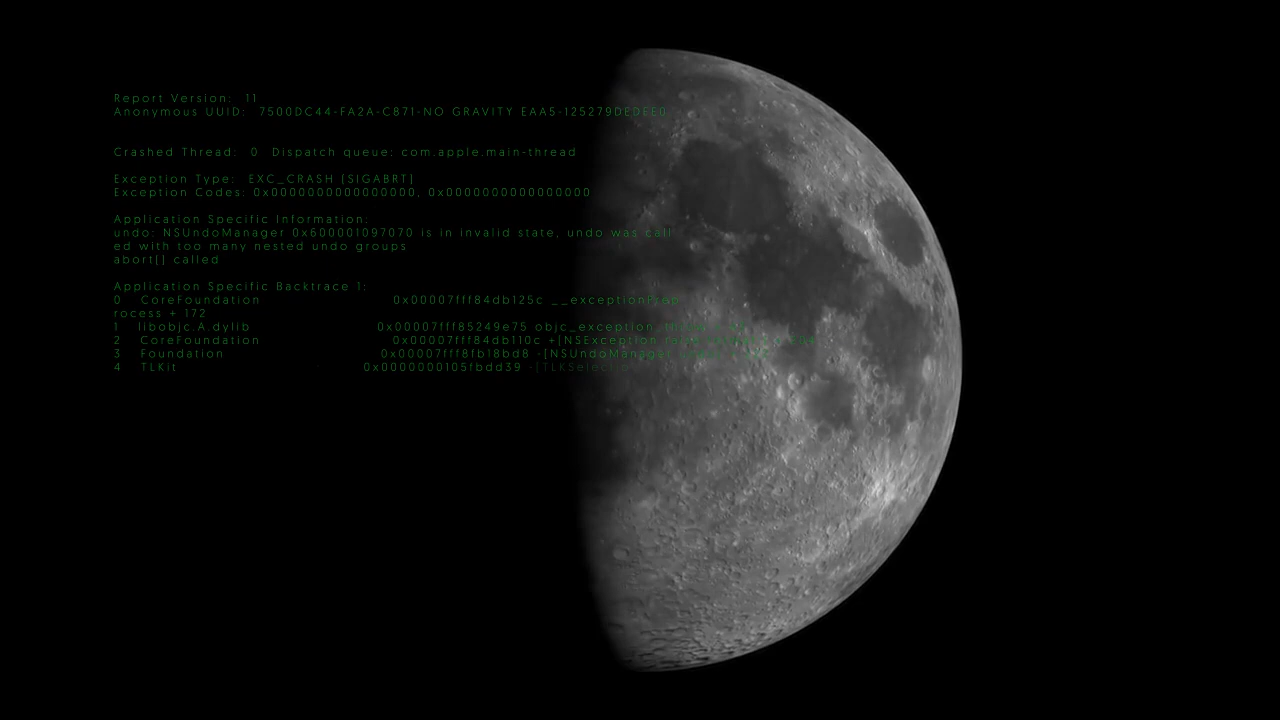 Report Version:  11
Anonymous UUID:  7500DC44-FA2A-C871-NO GRAVITY EAA5-125279DEDEE0
Crashed Thread:  0  Dispatch queue: com.apple.main-thread
Exception Type:  EXC_CRASH [SIGABRT]
Exception Codes: 0x0000000000000000, 0x0000000000000000
Application Specific Information:
undo: NSUndoManager 0x600001097070 is in invalid state, undo was call
ed with too many nested undo groups
abort[] called
Application Specific Backtrace 1:
0  CoreFoundation  0x00007fff84db125c __exceptionPrep
rocess + 172
1  libobjc.A.dylib  0x00007fff85249e75
2  CoreFoundation  0x00007fff84db110c +[NSException
3  Foundation  0x00007fff8fb18bd8 -[NSUndoManager
4  TLKit  0x0000000105fbdd39